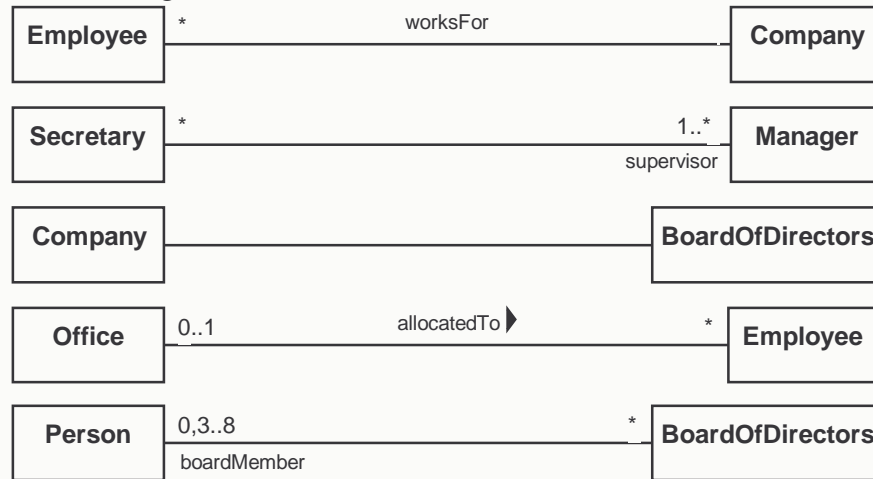 Employee * worksFor Company
Secretary * 1..* Manager
supervisor
Company BoardOfDirectors
Office 0..1 allocatedTo * Employee
Person 0,3..8 * BoardOfDirectors
boardMember